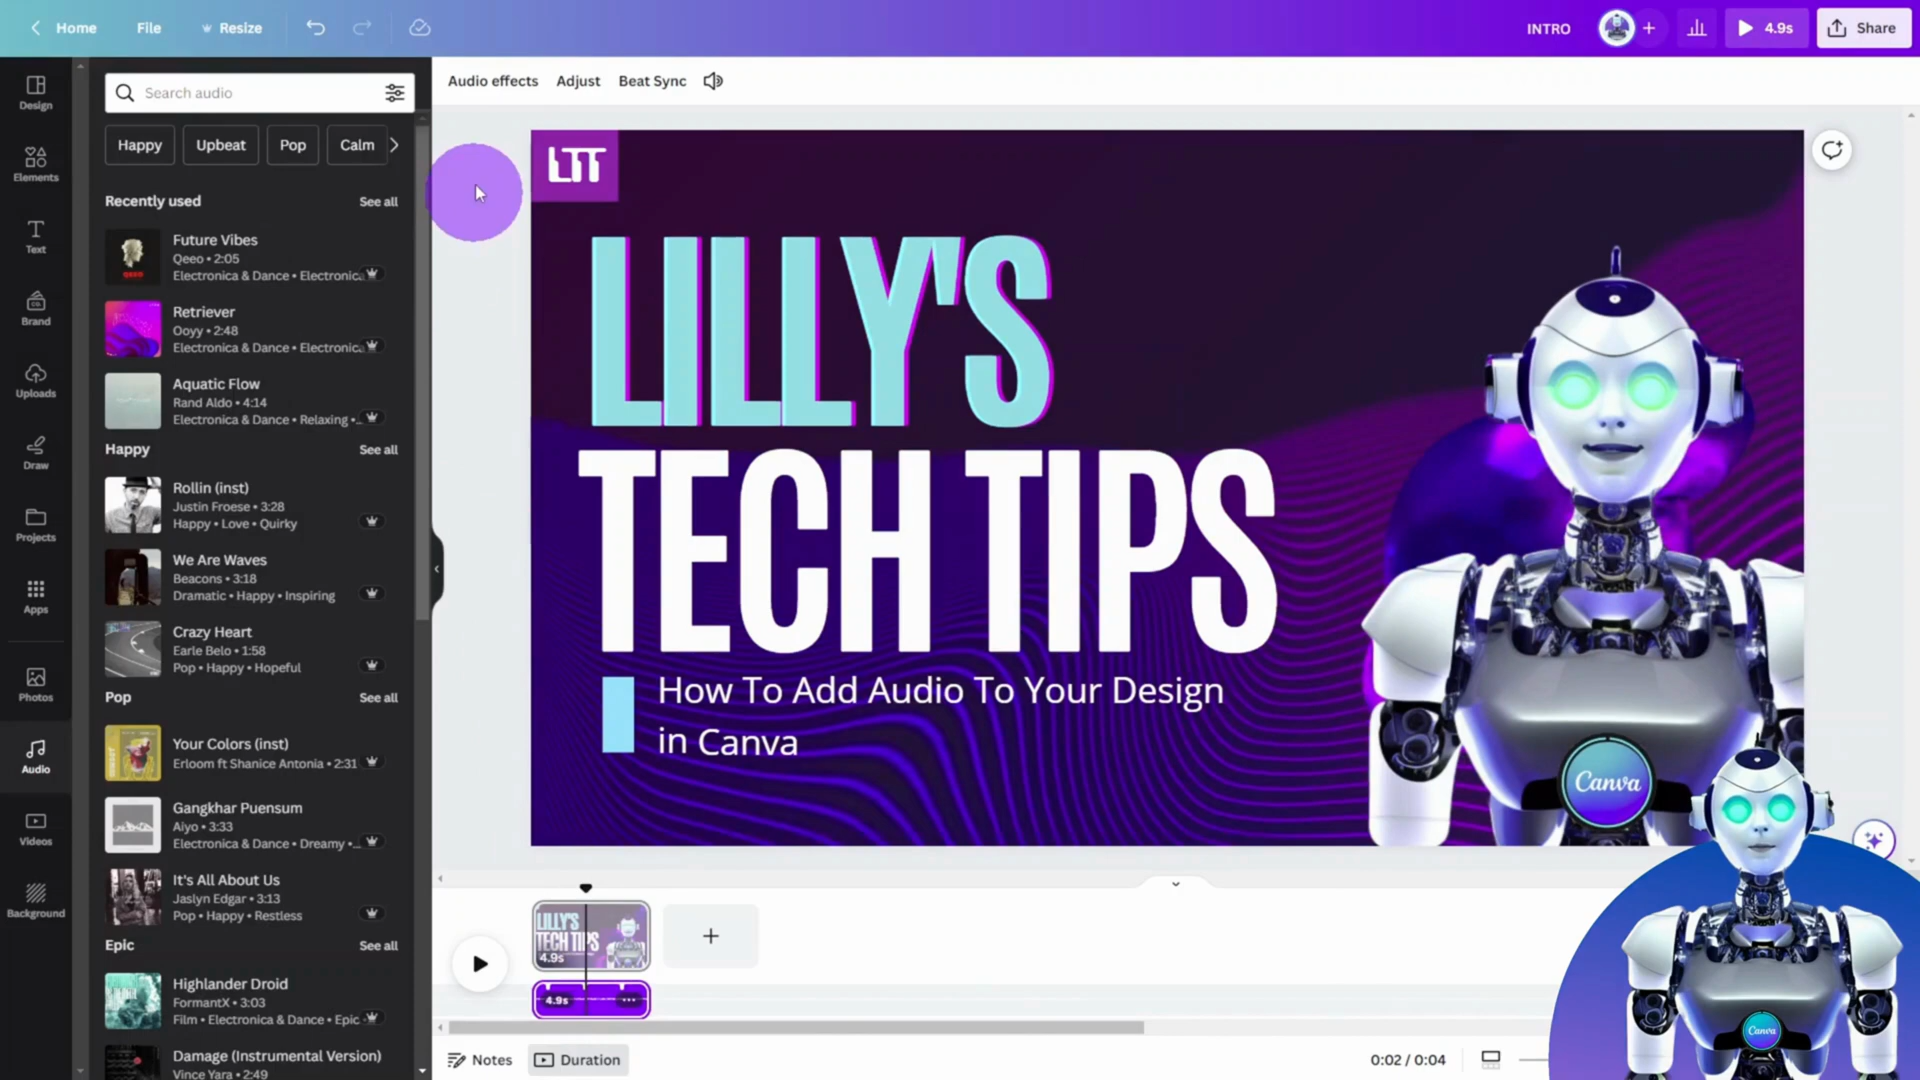 Home
File
Resize
INTRO
4.9s
Share
Design
Elements
Text
Brand
Uploads
Draw
Projects
Apps
Photos
Audio
Videos
Background
Search audio
Happy
Upbeat
Pop
Calm
Recently used
See all
Future Vibes
Qeeo • 2:05
Electronica & Dance • Electronica
Retriever
Ooyy • 2:48
Electronica & Dance • Electronica
Aquatic Flow
Rand Aldo • 4:14
Electronica & Dance • Relaxing •...
Happy
See all
Rollin (inst)
Justin Froese • 3:28
Happy • Love • Quirky
We Are Waves
Beacons • 3:18
Dramatic • Happy • Inspiring
Crazy Heart
Earle Belo • 1:58
Pop • Happy • Hopeful
Pop
See all
Your Colors (inst)
Erloom ft Shanice Antonia • 2:31
Gangkhar Puensum
Aiyo • 3:33
Electronica & Dance • Dreamy •...
It's All About Us
Jaslyn Edgar • 3:13
Pop • Happy • Restless
Epic
See all
Highlander Droid
FormantX • 3:03
Film • Electronica & Dance • Epic
Damage (Instrumental Version)
Vince Yara • 2:49
Audio effects
Adjust
Beat Sync
LTT
LILLY'S
TECH TIPS
How To Add Audio To Your Design
in Canva
Canva
LILLY'S
TECH TIPS
4.9s
4.9s
Notes
Duration
0:02 / 0:04
Canva